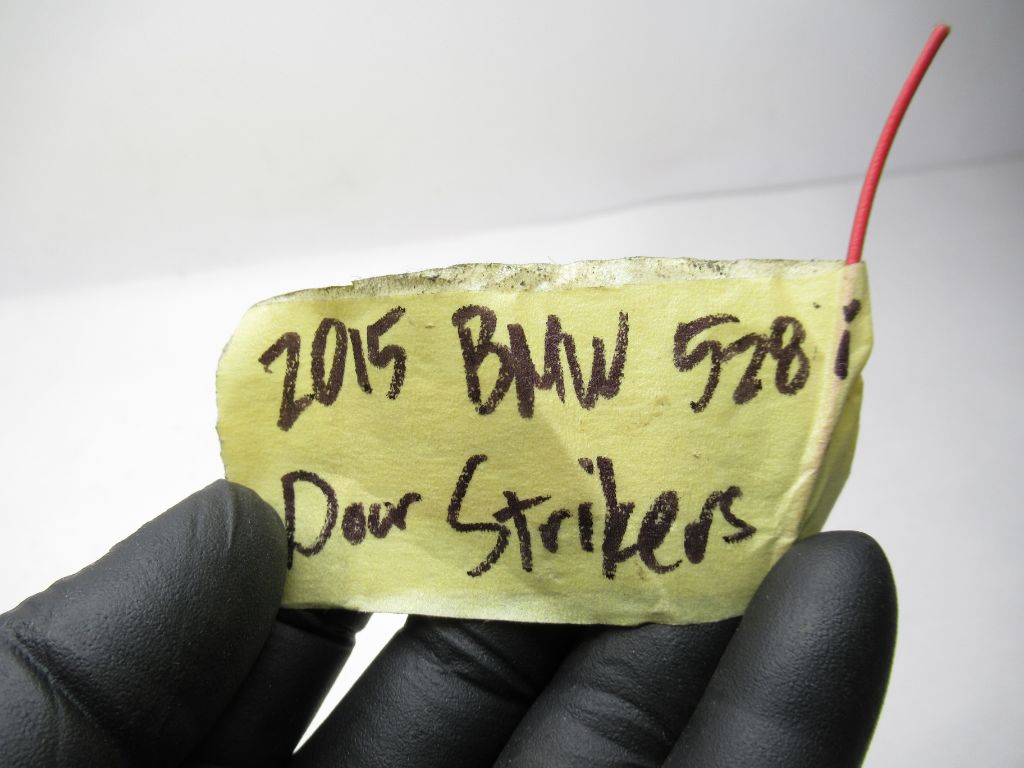 2015 BMW 528i
Door Strikers